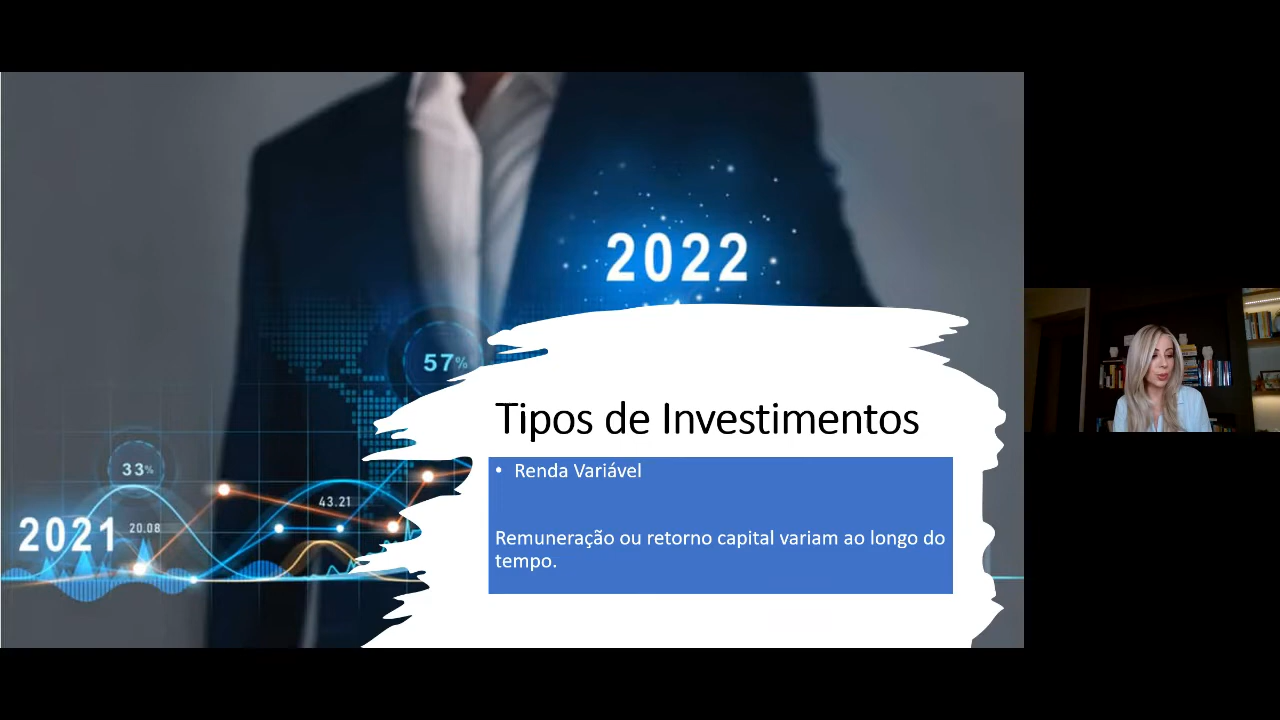 2022
57%
Tipos de Investimentos
33%
• Renda Variável
43.21
2021 20.08
Remuneração ou retorno capital variam ao longo do
tempo.